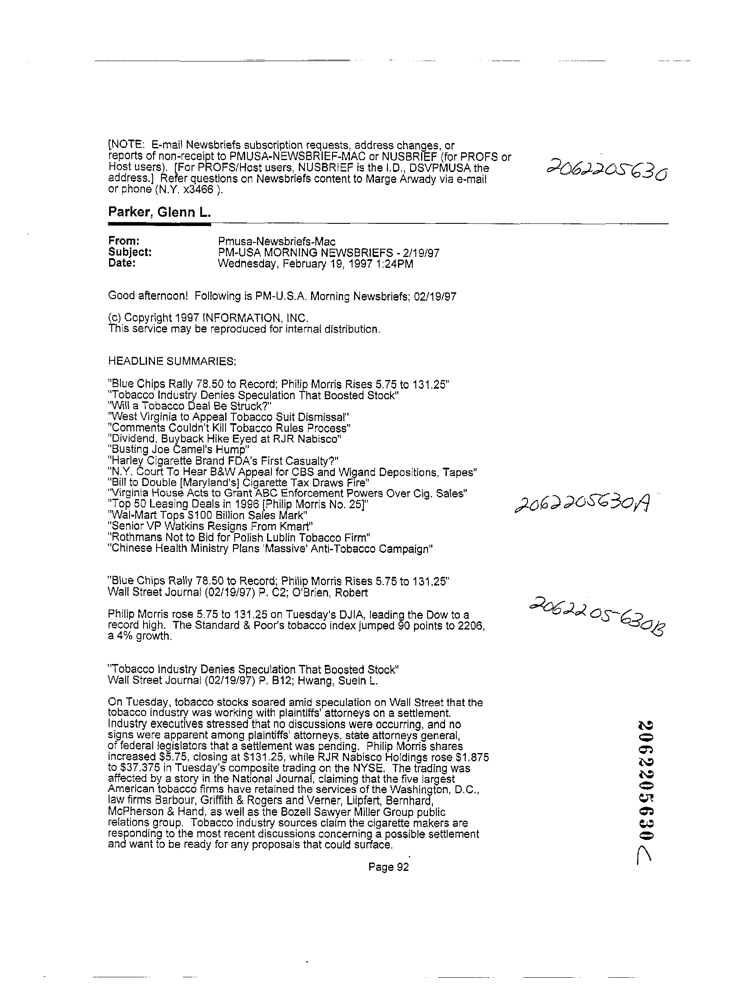 [NOTE: E-mail Newsbriefs subscription requests, address changes, or
reports of non-receipt to PMUSA-NEWSBRIEF-MAC or NUSBRIEF (for PROFS or
Host users). [For PROFS/Host users, NUSBRIEF is the I.D., DSVPMUSA the
address.] Refer questions on Newsbriefs content to Marge Arwady via e-mail
or phone (N.Y. x3466 ).
2062205630
Parker, Glenn L.
From: Pmusa-Newsbriefs-Mac
Subject: PM-USA MORNING NEWSBRIEFS - 2/19/97
Date: Wednesday, February 19, 1997 1:24PM
Good afternoon! Following is PM-U.S.A. Morning Newsbriefs; 02/19/97
(c) Copyright 1997 INFORMATION, INC.
This service may be reproduced for internal distribution.
HEADLINE SUMMARIES:
"Blue Chips Rally 78.50 to Record; Philip Morris Rises 5.75 to 131.25"
"Tobacco Industry Denies Speculation That Boosted Stock"
"Will a Tobacco Deal Be Struck?"
"West Virginia to Appeal Tobacco Suit Dismissal"
"Comments Couldn't Kill Tobacco Rules Process"
"Dividend, Buyback Hike Eyed at RJR Nabisco"
"Busting Joe Camel's Hump"
"Harley Cigarette Brand FDA's First Casualty?"
"N.Y. Court To Hear B&W Appeal for CBS and Wigand Depositions, Tapes"
"Bill to Double [Maryland's] Cigarette Tax Draws Fire"
"Virginia House Acts to Grant ABC Enforcement Powers Over Cig. Sales"
"Top 50 Leasing Deals in 1996 [Philip Morris No. 25]"
"Wal-Mart Tops $100 Billion Sales Mark"
"Senior VP Watkins Resigns From Kmart"
"Rothmans Not to Bid for Polish Lublin Tobacco Firm"
"Chinese Health Ministry Plans 'Massive' Anti-Tobacco Campaign"
2062205630A
"Blue Chips Rally 78.50 to Record; Philip Morris Rises 5.75 to 131.25"
Wall Street Journal (02/19/97) P. C2; O'Brien, Robert
Philip Morris rose 5.75 to 131.25 on Tuesday's DJIA, leading the Dow to a
record high. The Standard & Poor's tobacco index jumped 90 points to 2206,
a 4% growth.
2062205630B
"Tobacco Industry Denies Speculation That Boosted Stock"
Wall Street Journal (02/19/97) P. B12; Hwang, Suein L.
On Tuesday, tobacco stocks soared amid speculation on Wall Street that the
tobacco industry was working with plaintiffs' attorneys on a settlement.
Industry executives stressed that no discussions were occurring, and no
signs were apparent among plaintiffs' attorneys, state attorneys general,
of federal legislators that a settlement was pending. Philip Morris shares
increased $5.75, closing at $131.25, while RJR Nabisco Holdings rose $1.875
to $37.375 in Tuesday's composite trading on the NYSE. The trading was
affected by a story in the National Journal, claiming that the five largest
American tobacco firms have retained the services of the Washington, D.C.,
law firms Barbour, Griffith & Rogers and Verner, Liipfert, Bernhard,
McPherson & Hand, as well as the Bozell Sawyer Miller Group public
relations group. Tobacco industry sources claim the cigarette makers are
responding to the most recent discussions concerning a possible settlement
and want to be ready for any proposals that could surface.
2062205630C
Page 92